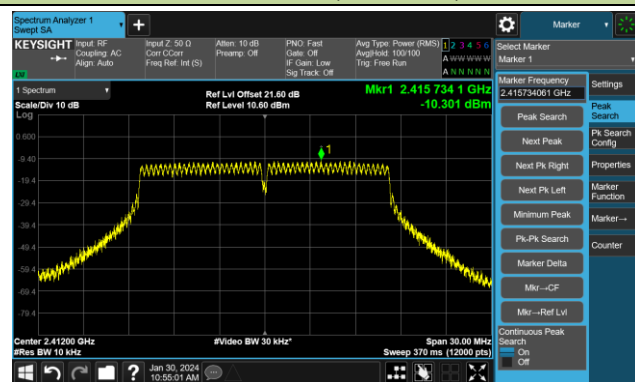 Spectrum Analyzer 1
Swept SA
+
Marker
KEYSIGHT
Input: RF
Coupling: AC
Align: Auto
Input Z: 50 Ω
Corr CCorr
Freq Ref: Int (S)
Atten: 10 dB
Preamp: Off
PNO: Fast
Gate: Off
IF Gain: Low
Sig Track: Off
Avg Type: Power (RMS)
Avg|Hold: 100/100
Trig: Free Run
1 2 3 4 5 6
A W W W W W
A N N N N N
LXI
Select Marker
Marker 1
1 Spectrum
Scale/Div 10 dB
Log
Ref Lvl Offset 21.60 dB
Ref Level 10.60 dBm
Mkr1 2.415 734 1 GHz
-10.301 dBm
1
0.600
-9.40
-19.4
-29.4
-39.4
-49.4
-59.4
-69.4
-79.4
Center 2.41200 GHz
#Res BW 10 kHz
#Video BW 30 kHz*
Span 30.00 MHz
Sweep 370 ms (12000 pts)
Marker Frequency
2.415734061 GHz
Peak Search
Next Peak
Next Pk Right
Next Pk Left
Minimum Peak
Pk-Pk Search
Marker Delta
Mkr→CF
Mkr→Ref Lvl
Continuous Peak
Search
On
Off
Settings
Peak
Search
Pk Search
Config
Properties
Marker
Function
Marker→
Counter
?
Jan 30, 2024
10:55:01 AM